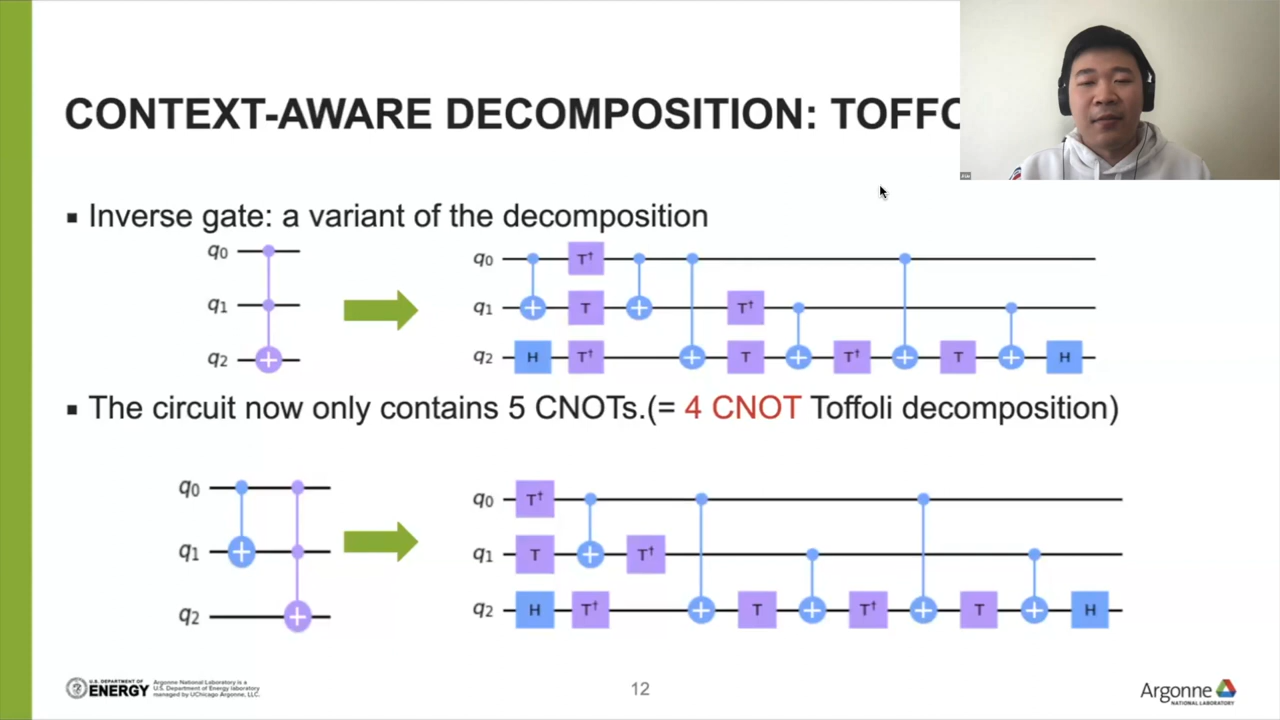 CONTEXT-AWARE DECOMPOSITION: TOFFO
▪ Inverse gate: a variant of the decomposition
q0
q1
q2
q0 T†
q1 T T†
q2 H T† T T† T H
▪ The circuit now only contains 5 CNOTs.(= 4 CNOT Toffoli decomposition)
q0
q1
q2
q0 T†
q1 T T†
q2 H T† T T† T H
U.S. DEPARTMENT OF
ENERGY
Argonne National Laboratory is a
U.S. Department of Energy laboratory
managed by UChicago Argonne, LLC.
12
Argonne
NATIONAL LABORATORY